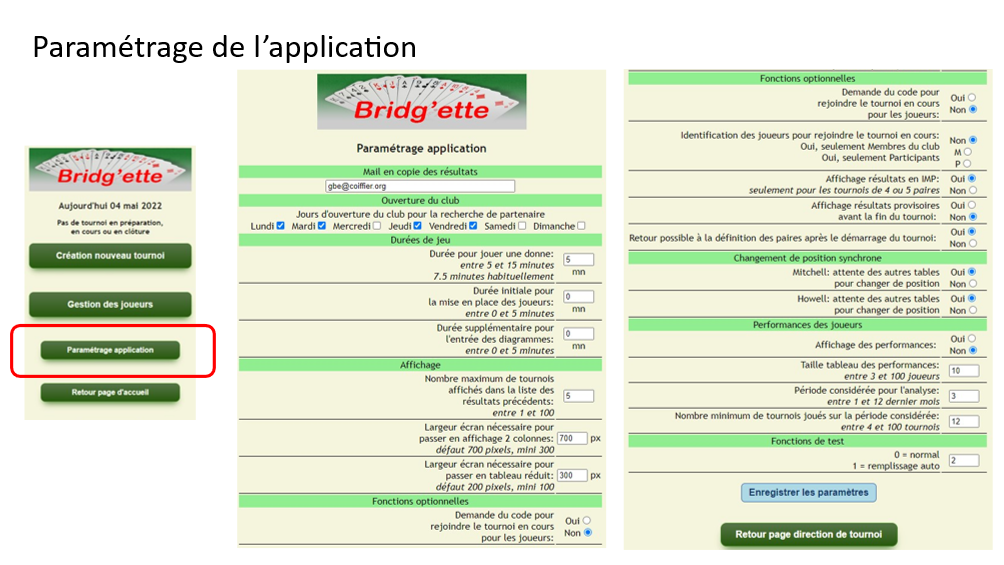 Paramétrage de l'application
Bridg'ette
Aujourd'hui 04 mai 2022
Pas de tournoi en préparation,
en cours ou en clôture
Création nouveau tournoi
Gestion des joueurs
Paramétrage application
Retour page d'accueil
Bridg'ette
Paramétrage application
Mail en copie des résultats
gbe@coiffier.org
Ouverture du club
Jours d'ouverture du club pour la recherche de partenaire
Lundi Mardi Mercredi Jeudi Vendredi Samedi Dimanche
Durées de jeu
Durée pour jouer une donne:
entre 5 et 15 minutes
7.5 minutes habituellement
5
mn
Durée initiale pour
la mise en place des joueurs:
entre 0 et 5 minutes
0
mn
Durée supplémentaire pour
l'entrée des diagrammes:
entre 0 et 5 minutes
0
mn
Affichage
Nombre maximum de tournois
affichés dans la liste des
résultats précédents:
entre 1 et 100
5
Largeur écran nécessaire pour
passer en affichage 2 colonnes:
défaut 700 pixels, mini 300
700 px
Largeur écran nécessaire pour
passer en tableau réduit:
défaut 200 pixels, mini 100
300 px
Fonctions optionnelles
Demande du code pour
rejoindre le tournoi en cours
pour les joueurs:
Oui
Non
Fonctions optionnelles
Demande du code pour
rejoindre le tournoi en cours
pour les joueurs:
Oui
Non
Identification des joueurs pour rejoindre le tournoi en cours:
Oui, seulement Membres du club
Oui, seulement Participants
Non
M
P
Affichage résultats en IMP:
seulement pour les tournois de 4 ou 5 paires
Oui
Non
Affichage résultats provisoires
avant la fin du tournoi:
Oui
Non
Retour possible à la définition des paires après le démarrage du tournoi:
Oui
Non
Changement de position synchrone
Mitchell: attente des autres tables
pour changer de position
Oui
Non
Howell: attente des autres tables
pour changer de position
Oui
Non
Performances des joueurs
Affichage des performances:
Oui
Non
Taille tableau des performances:
entre 3 et 100 joueurs
10
Période considérée pour l'analyse:
entre 1 et 12 dernier mois
3
Nombre minimum de tournois joués sur la période considérée:
entre 4 et 100 tournois
12
Fonctions de test
0 = normal
1 = remplissage auto
2
Enregistrer les paramètres
Retour page direction de tournoi